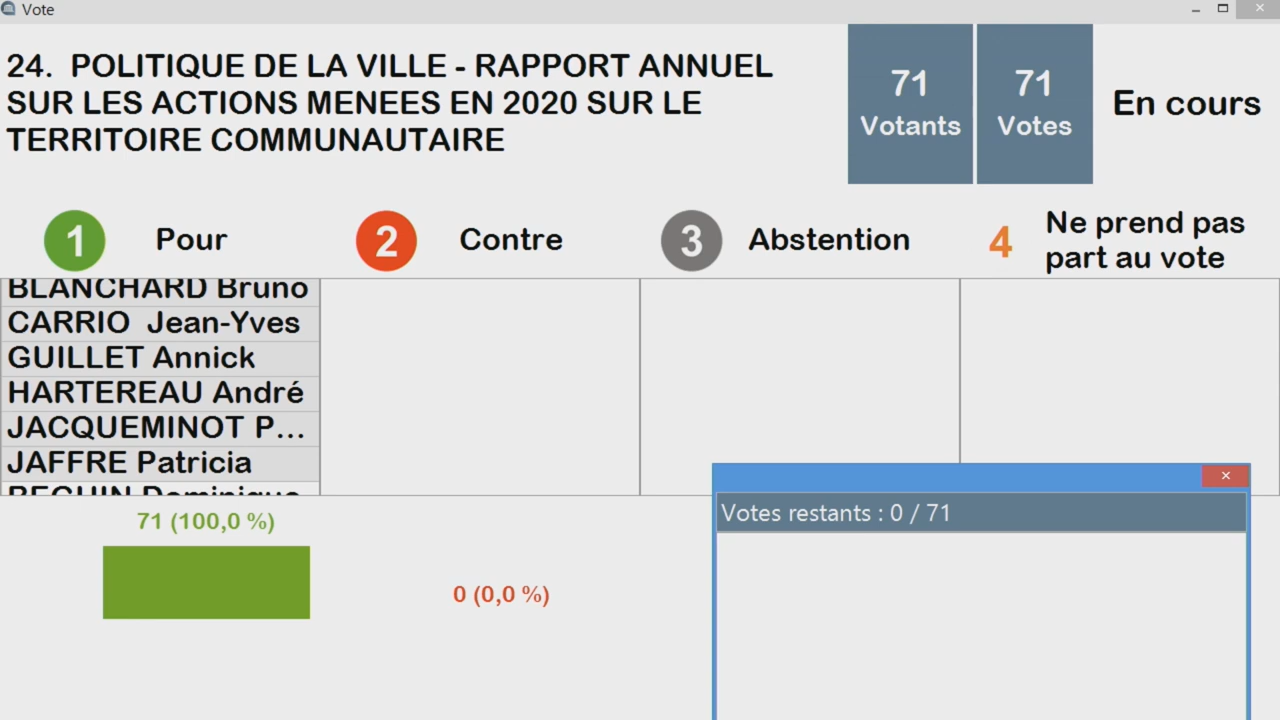 Vote
24. POLITIQUE DE LA VILLE - RAPPORT ANNUEL
SUR LES ACTIONS MENEES EN 2020 SUR LE
TERRITOIRE COMMUNAUTAIRE
71
Votants
71
Votes
En cours
1 Pour
2 Contre
3 Abstention
4 Ne prend pas
part au vote
BLANCHARD Bruno
CARRIO Jean-Yves
GUILLET Annick
HARTEREAU André
JACQUEMINOT P...
JAFFRE Patricia
BEGUIN Dominique
71 (100,0 %)
0 (0,0 %)
Votes restants : 0 / 71